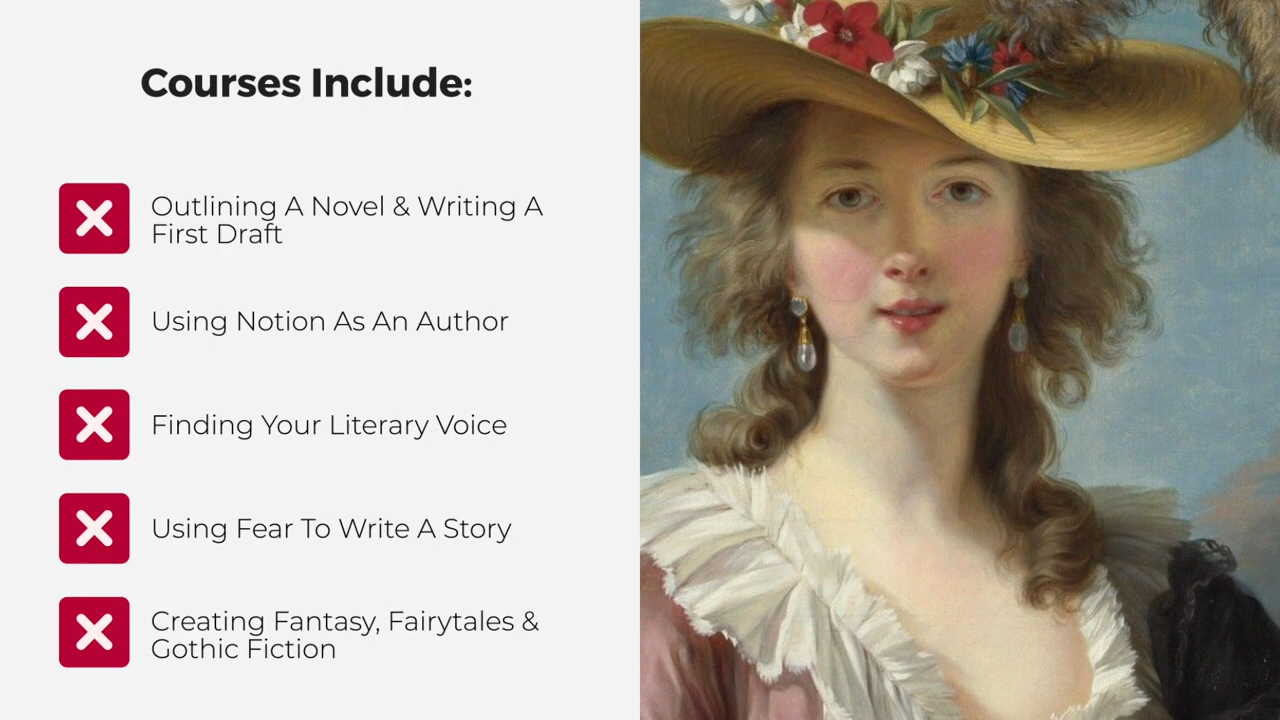 Courses Include:
Outlining A Novel & Writing A
First Draft
Using Notion As An Author
Finding Your Literary Voice
Using Fear To Write A Story
Creating Fantasy, Fairytales &
Gothic Fiction